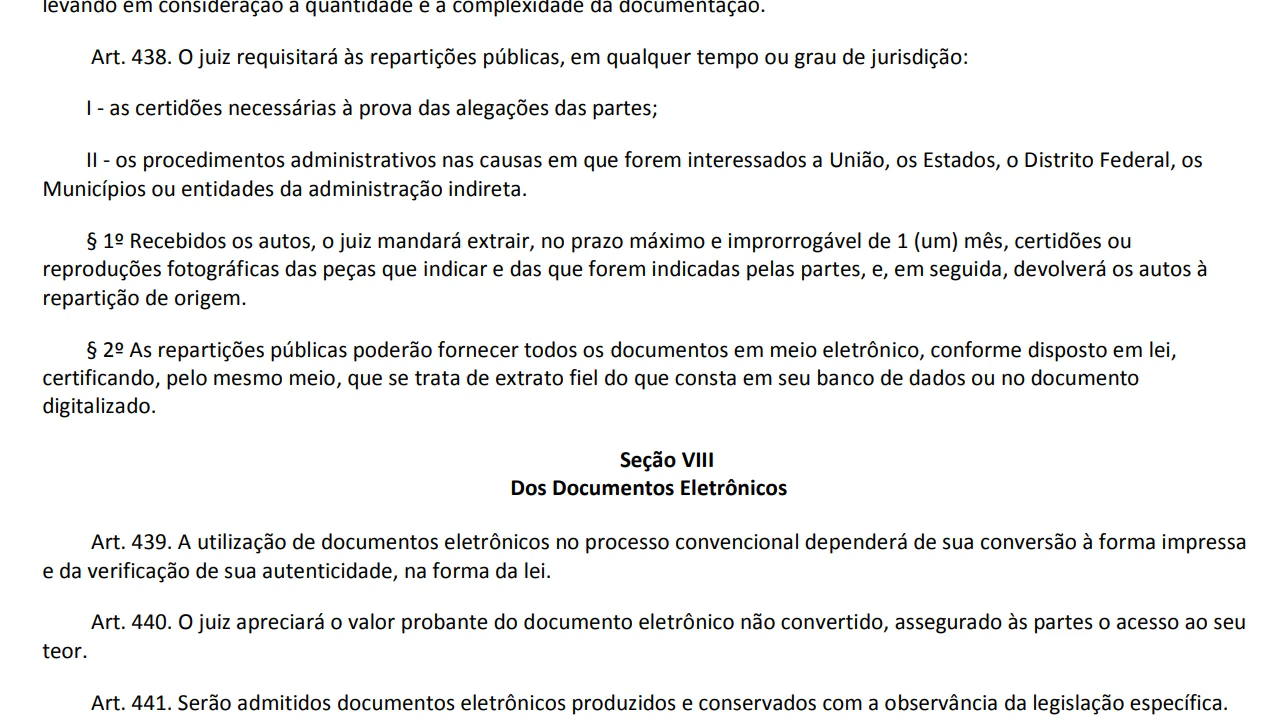 levando em consideração a quantidade e a complexidade da documentação.
Art. 438. O juiz requisitará às repartições públicas, em qualquer tempo ou grau de jurisdição:
I - as certidões necessárias à prova das alegações das partes;
II - os procedimentos administrativos nas causas em que forem interessados a União, os Estados, o Distrito Federal, os
Municípios ou entidades da administração indireta.
§ 1º Recebidos os autos, o juiz mandará extrair, no prazo máximo e improrrogável de 1 (um) mês, certidões ou
reproduções fotográficas das peças que indicar e das que forem indicadas pelas partes, e, em seguida, devolverá os autos à
repartição de origem.
§ 2º As repartições públicas poderão fornecer todos os documentos em meio eletrônico, conforme disposto em lei,
certificando, pelo mesmo meio, que se trata de extrato fiel do que consta em seu banco de dados ou no documento
digitalizado.
Seção VIII
Dos Documentos Eletrônicos
Art. 439. A utilização de documentos eletrônicos no processo convencional dependerá de sua conversão à forma impressa
e da verificação de sua autenticidade, na forma da lei.
Art. 440. O juiz apreciará o valor probante do documento eletrônico não convertido, assegurado às partes o acesso ao seu
teor.
Art. 441. Serão admitidos documentos eletrônicos produzidos e conservados com a observância da legislação específica.